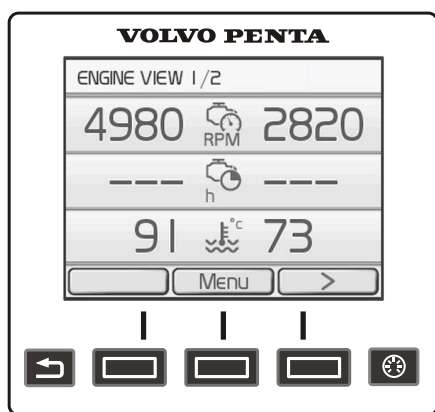 VOLVO PENTA
ENGINE VIEW 1/2
4980 RPM 2820
--- h ---
91 °c 73
Menu >